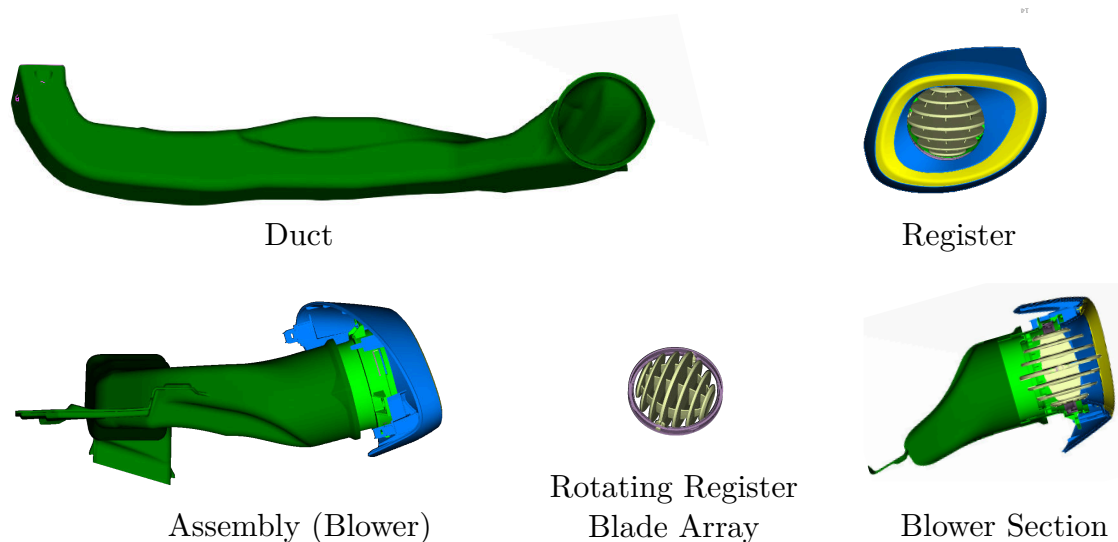 Duct
Register
Assembly (Blower)
Rotating Register
Blade Array
Blower Section